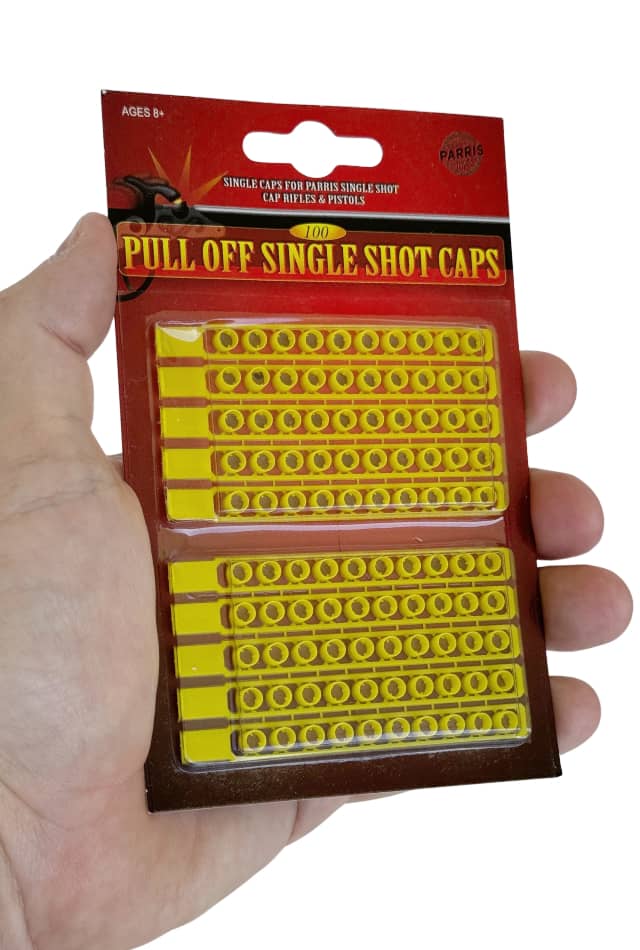 AGES 8+
PARRIS
SINGLE CAPS FOR PARRIS SINGLE SHOT
CAP RIFLES & PISTOLS
100
PULL OFF SINGLE SHOT CAPS